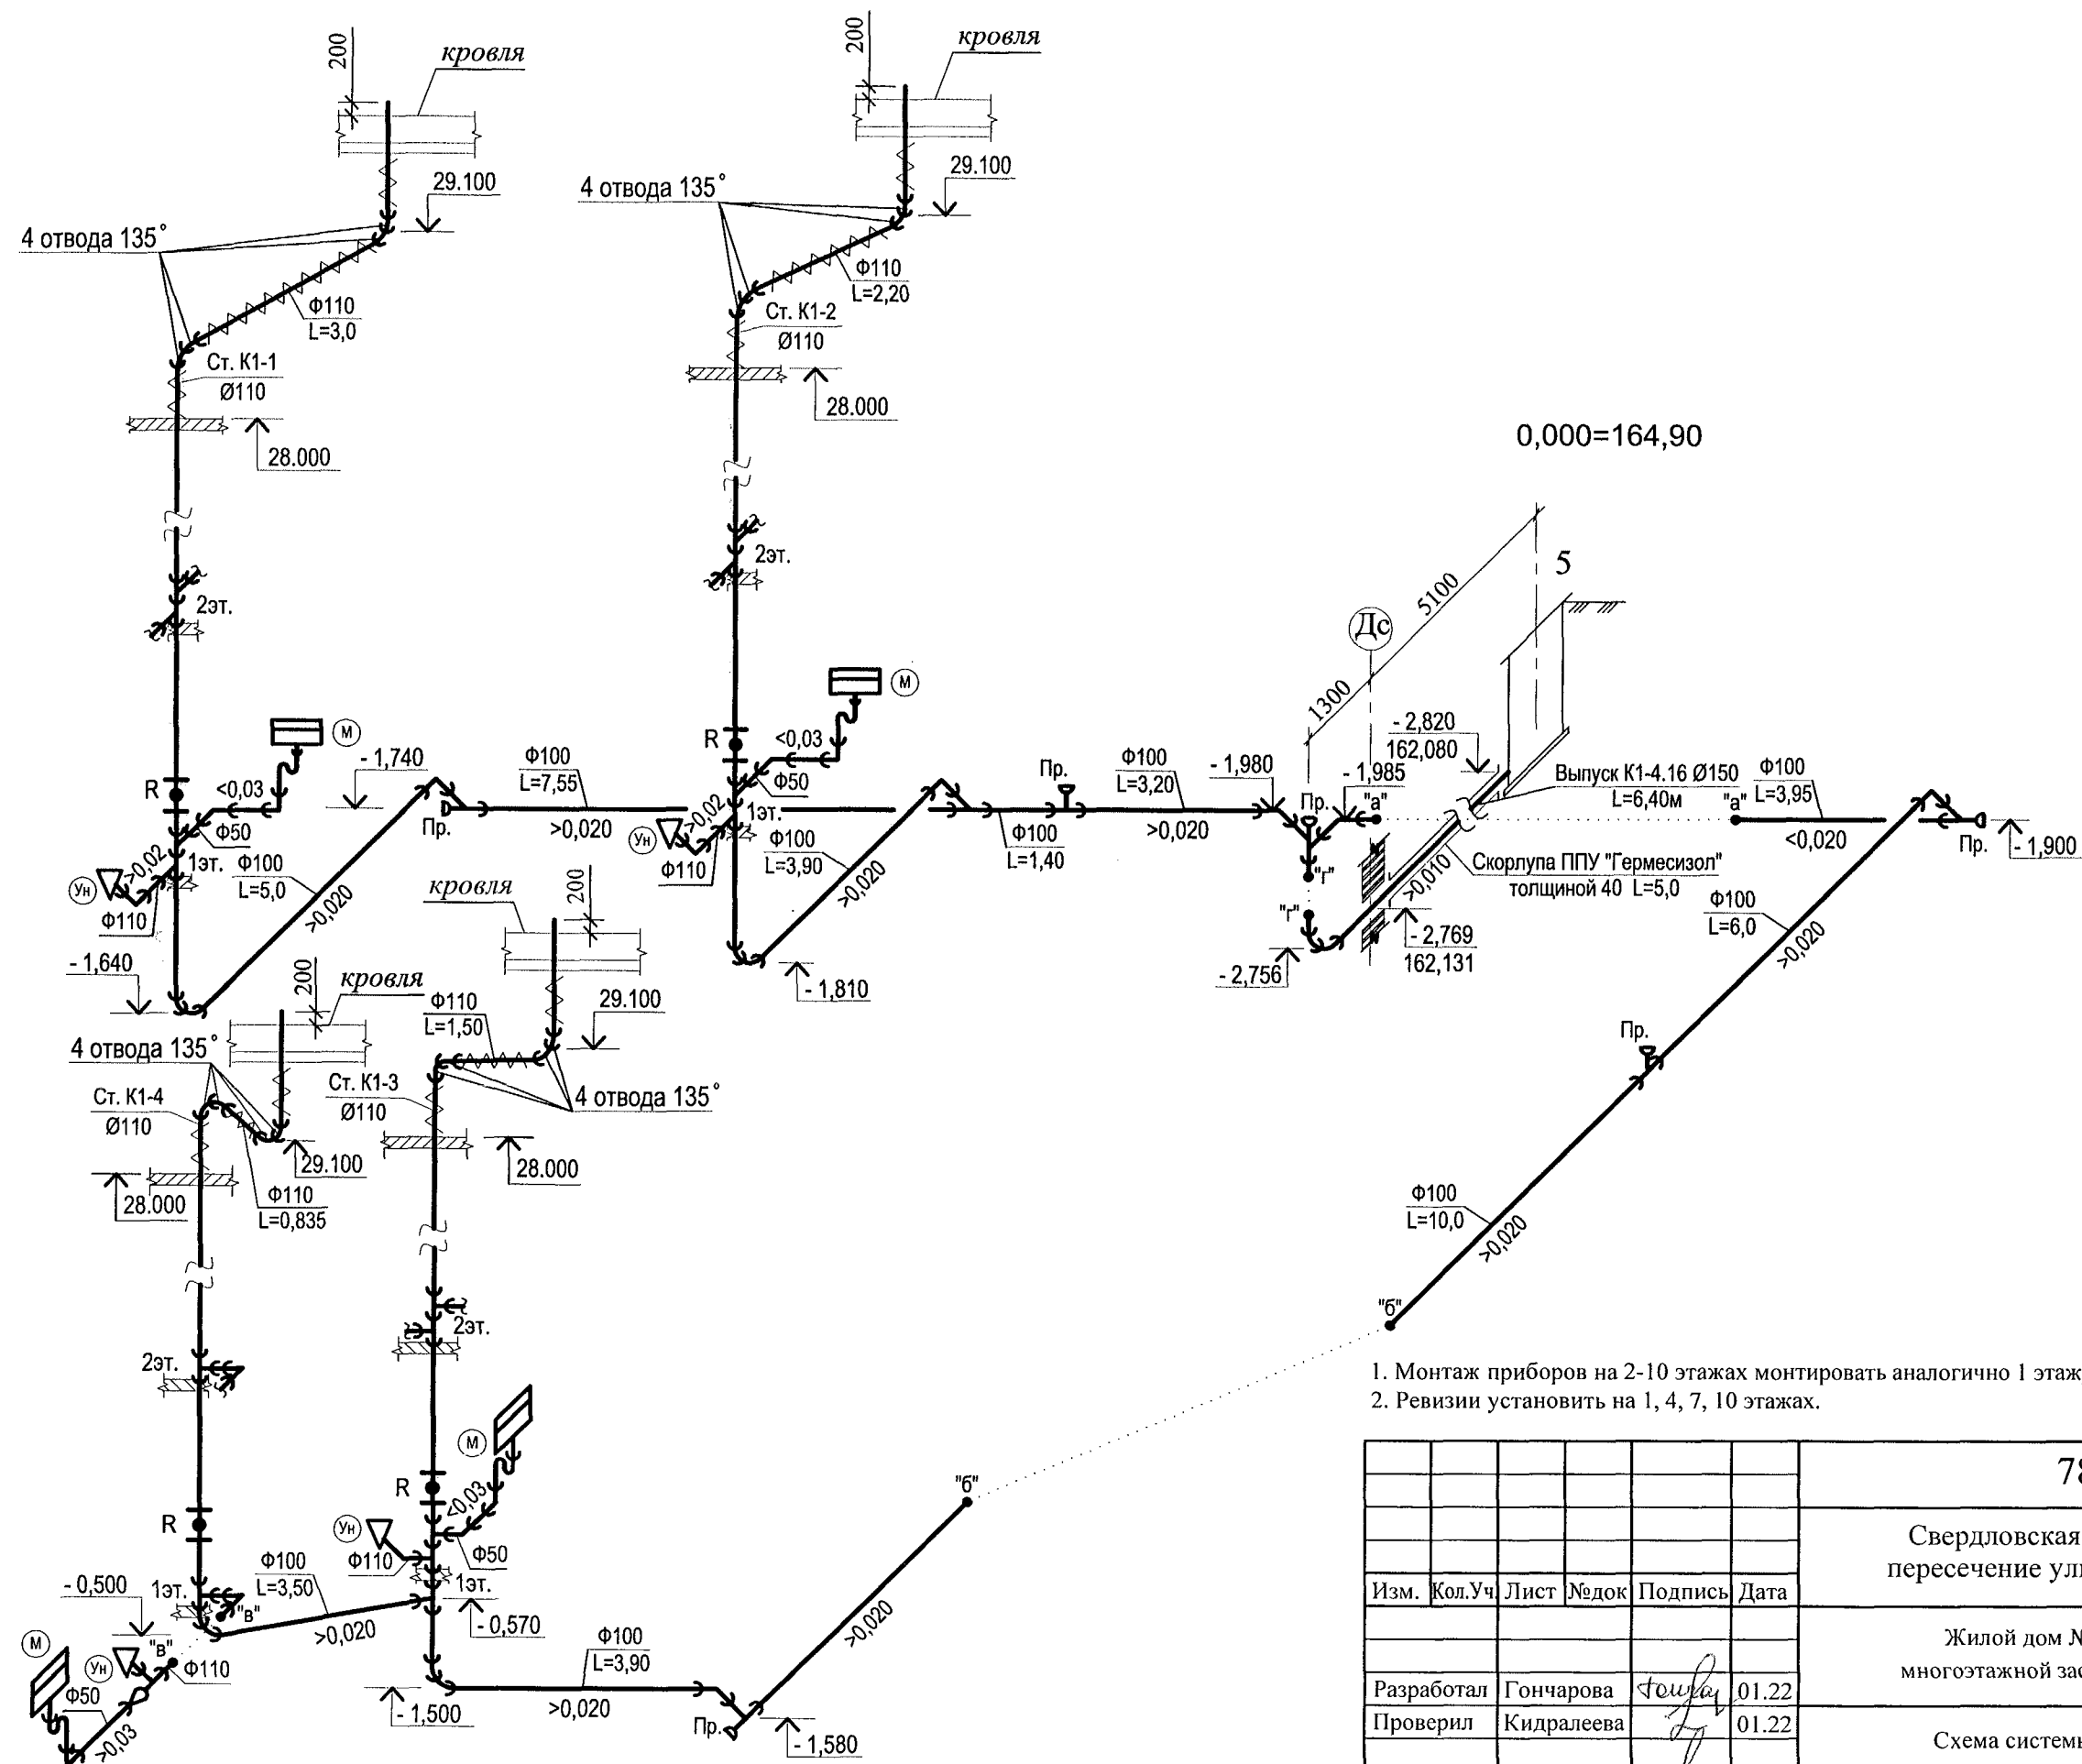 200
кровля
29.100
4 отвода 135°
Ф110
L=3,0
Ст. К1-1
Ø110
28.000
2эт.
R
<0,03
М
Ф50
>0,02
1эт.
Ун
Ф110
Ф100
L=5,0
>0,020
- 1,640
- 1,740
Пр.
Ф100
L=7,55
>0,020
200
кровля
29.100
4 отвода 135°
Ф110
L=2,20
Ст. К1-2
Ø110
28.000
2эт.
R
<0,03
М
Ф50
>0,02
1эт.
Ун
Ф110
Ф100
L=3,90
>0,020
- 1,810
Ф100
L=1,40
Пр.
Ф100
L=3,20
>0,020
- 1,980
0,000=164,90
5
5100
Дс
1300
- 2,820
162,080
- 1,985
Пр.
"а"
Выпуск К1-4.16 Ø150
L=6,40м
"а"
Ф100
L=3,95
<0,020
Пр.
- 1,900
"г"
"г"
>0,010
Скорлупа ППУ "Гермесизол"
толщиной 40 L=5,0
- 2,769
162,131
- 2,756
Ф100
L=6,0
>0,020
Пр.
Ф100
L=10,0
>0,020
"б"
200
кровля
4 отвода 135°
Ст. К1-4
Ø110
29.100
28.000
Ф110
L=0,835
2эт.
R
- 0,500
1эт.
"в"
Ф100
L=3,50
>0,020
М
Ун
"в"
Ф110
Ф50
>0,03
кровля
200
Ф110
L=1,50
29.100
Ст. К1-3
Ø110
4 отвода 135°
28.000
2эт.
М
R
<0,03
Ун
Ф110
Ф50
1эт.
- 0,570
Ф100
L=3,90
>0,020
- 1,500
Пр.
- 1,580
>0,020
"б"
1. Монтаж приборов на 2-10 этажах монтировать аналогично 1 этаж
2. Ревизии установить на 1, 4, 7, 10 этажах.
78
Свердловская
пересечение ули
Изм. Кол.Уч Лист №док Подпись Дата
Жилой дом №
многоэтажной зас
Разработал Гончарова 01.22
Проверил Кидралеева 01.22
Схема системы